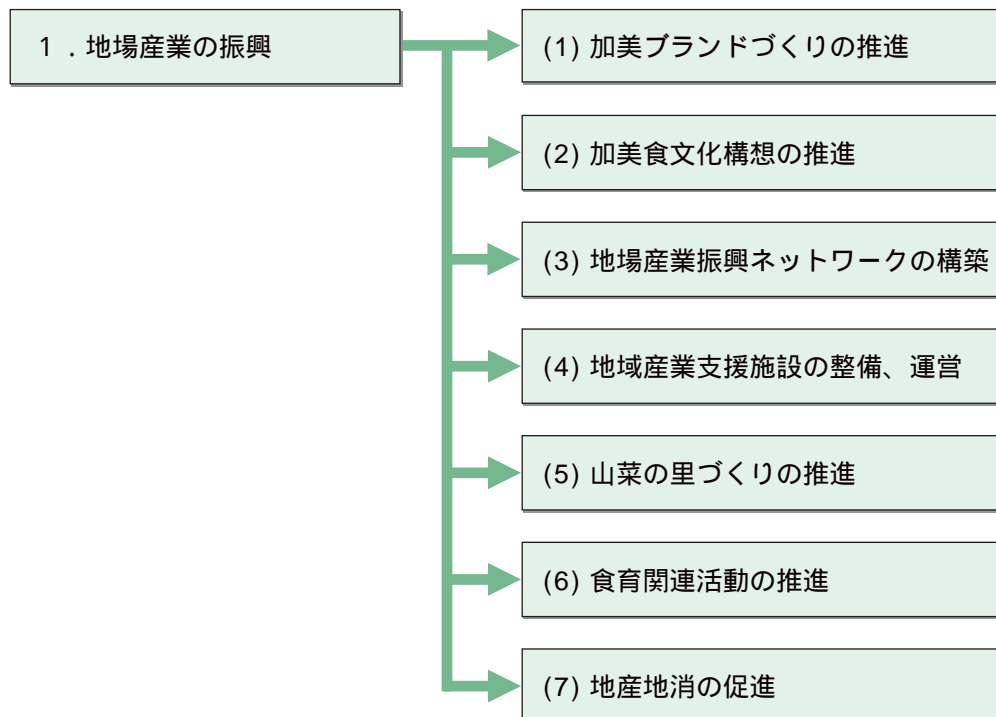 1．地場産業の振興
(1) 加美ブランドづくりの推進
(2) 加美食文化構想の推進
(3) 地場産業振興ネットワークの構築
(4) 地域産業支援施設の整備、運営
(5) 山菜の里づくりの推進
(6) 食育関連活動の推進
(7) 地産地消の促進